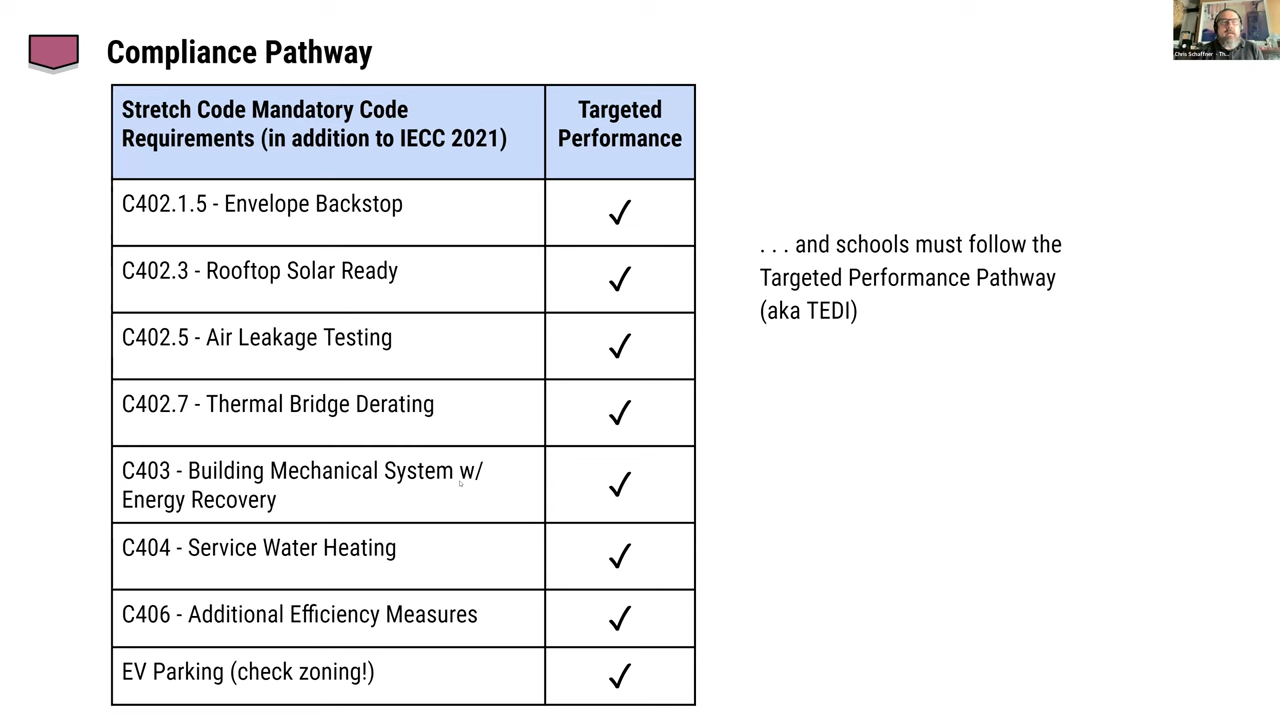 Compliance Pathway
Stretch Code Mandatory Code
Requirements (in addition to IECC 2021)
Targeted
Performance
C402.1.5 - Envelope Backstop
✓
C402.3 - Rooftop Solar Ready
✓
C402.5 - Air Leakage Testing
✓
C402.7 - Thermal Bridge Derating
✓
C403 - Building Mechanical System w/
Energy Recovery
✓
C404 - Service Water Heating
✓
C406 - Additional Efficiency Measures
✓
EV Parking (check zoning!)
✓
. . . and schools must follow the
Targeted Performance Pathway
(aka TEDI)
Chris Schaffner - Th...